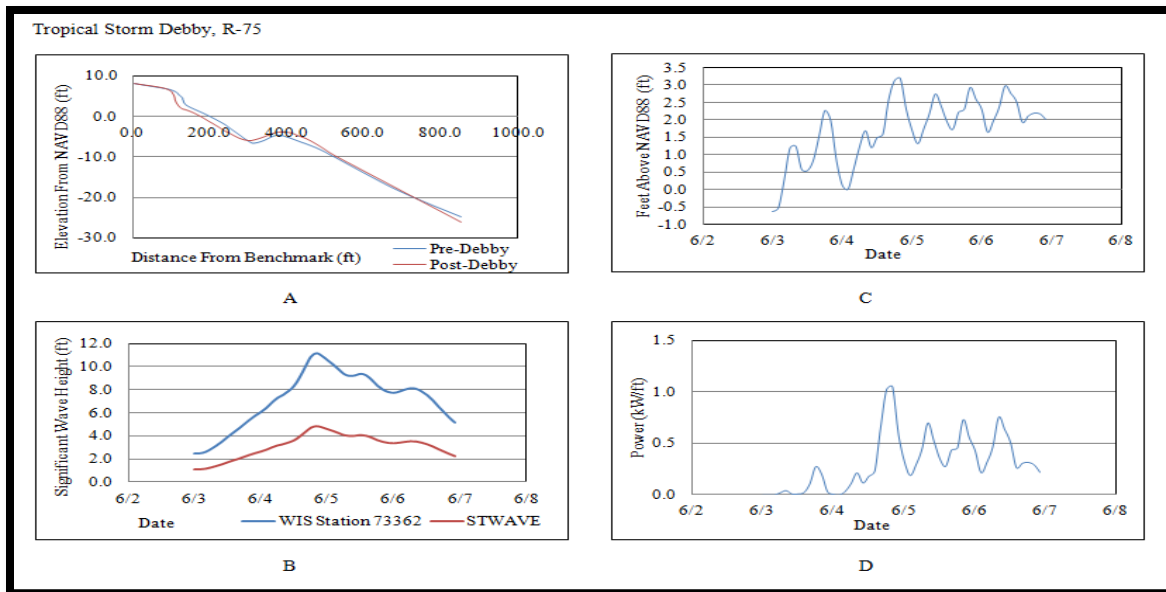 Tropical Storm Debby, R-75
Elevation From NAVD88 (ft)
10.0
0.0
-10.0
-20.0
-30.0
0.0 200.0 400.0 600.0 800.0 1000.0
Pre-Debby
Distance From Benchmark (ft)
Post-Debby
A
Feet Above NAVD88 (ft)
3.5
3.0
2.5
2.0
1.5
1.0
0.5
0.0
-0.5
-1.0
6/2 6/3 6/4 6/5 6/6 6/7 6/8
Date
C
Significant Wave Height (ft)
12.0
10.0
8.0
6.0
4.0
2.0
0.0
6/2 6/3 6/4 6/5 6/6 6/7 6/8
Date WIS Station 73362 STWAVE
B
Power (kW/ft)
1.5
1.0
0.5
0.0
6/2 6/3 6/4 6/5 6/6 6/7 6/8
Date
D